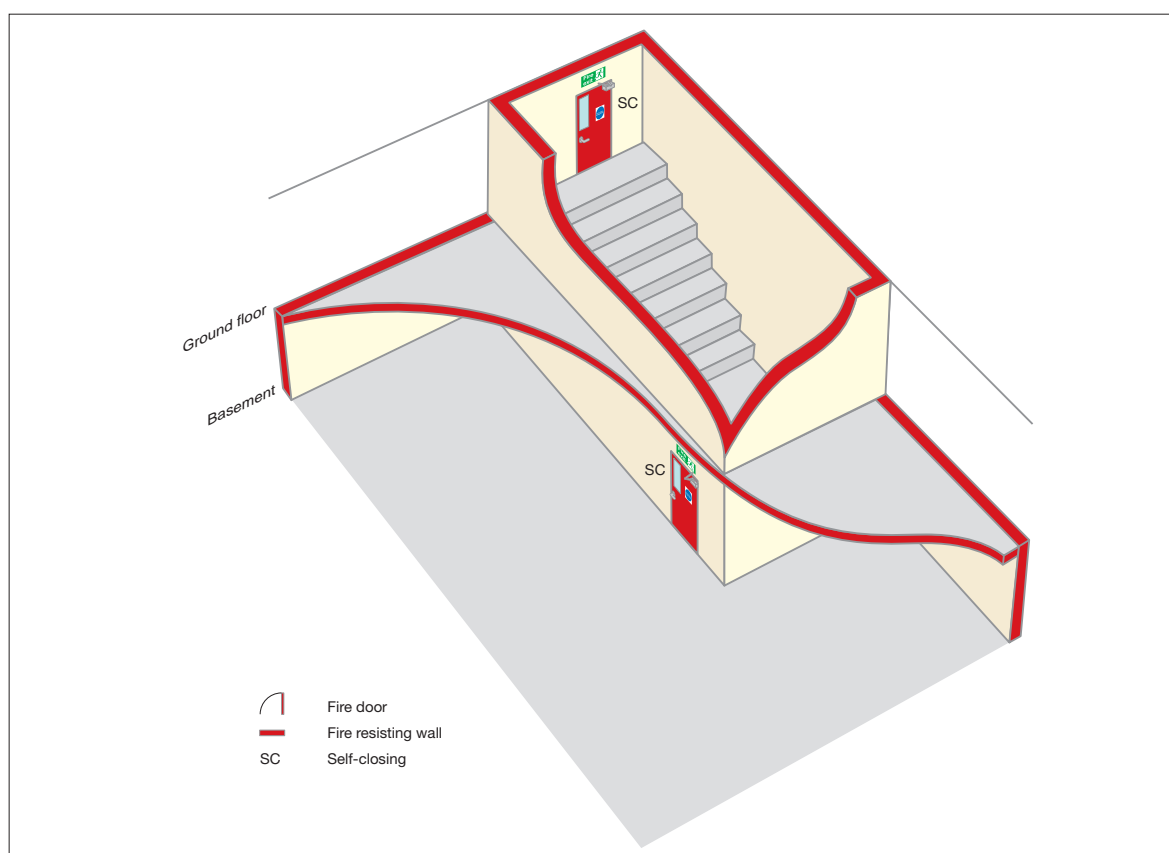 SC
Ground floor
Basement
SC
Fire door
Fire resisting wall
SC
Self-closing